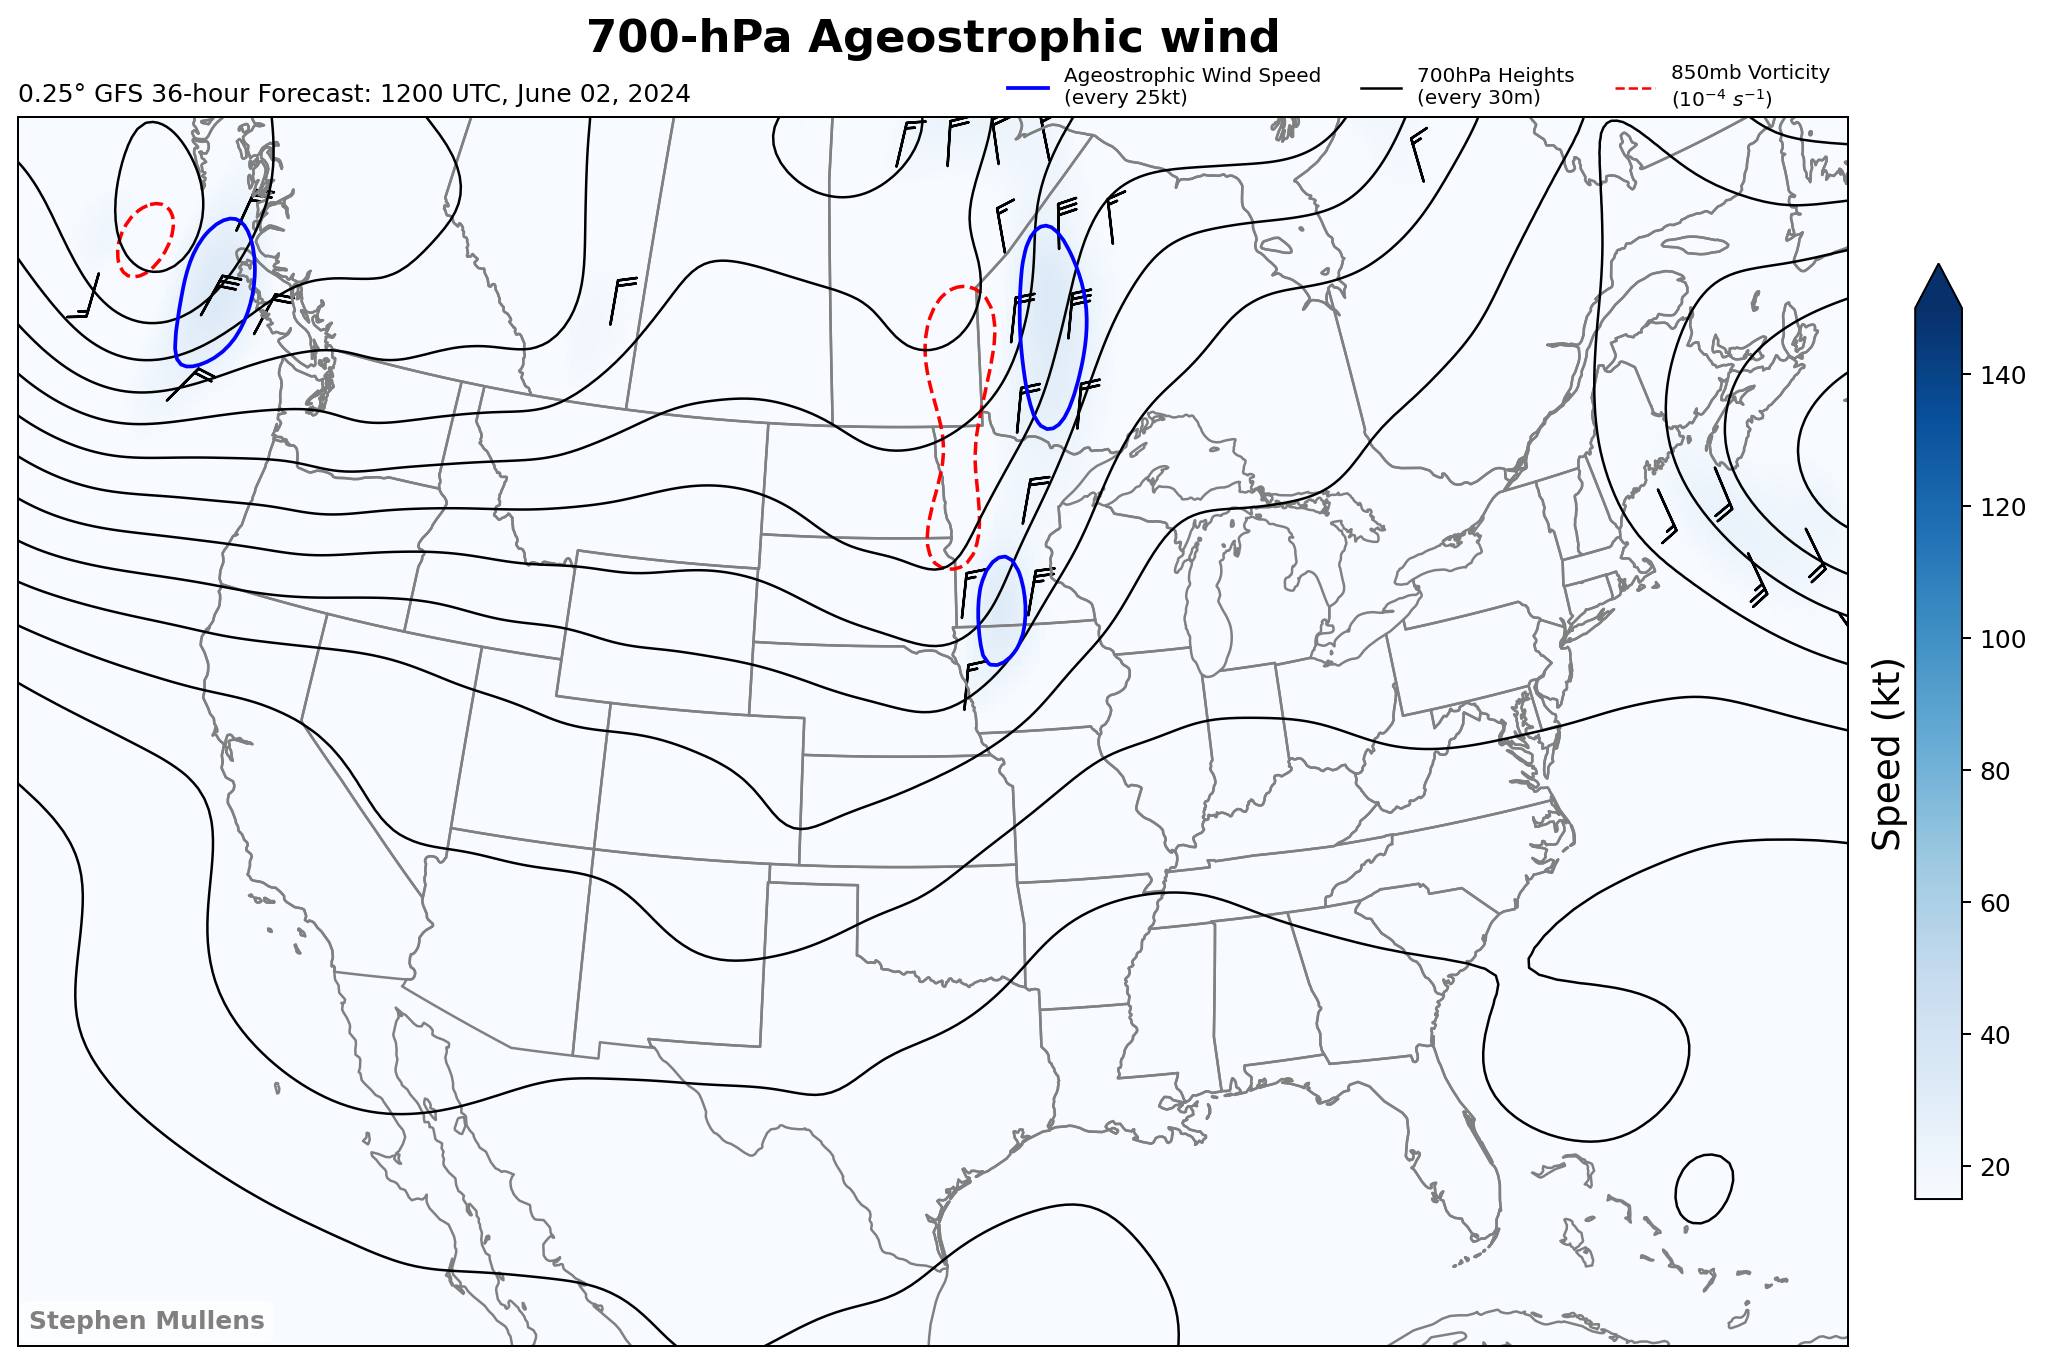 700-hPa Ageostrophic wind
0.25° GFS 36-hour Forecast: 1200 UTC, June 02, 2024
Ageostrophic Wind Speed
(every 25kt)
700hPa Heights
(every 30m)
850mb Vorticity
(10⁻⁴ s⁻¹)
140
120
100
80
60
40
20
Speed (kt)
Stephen Mullens